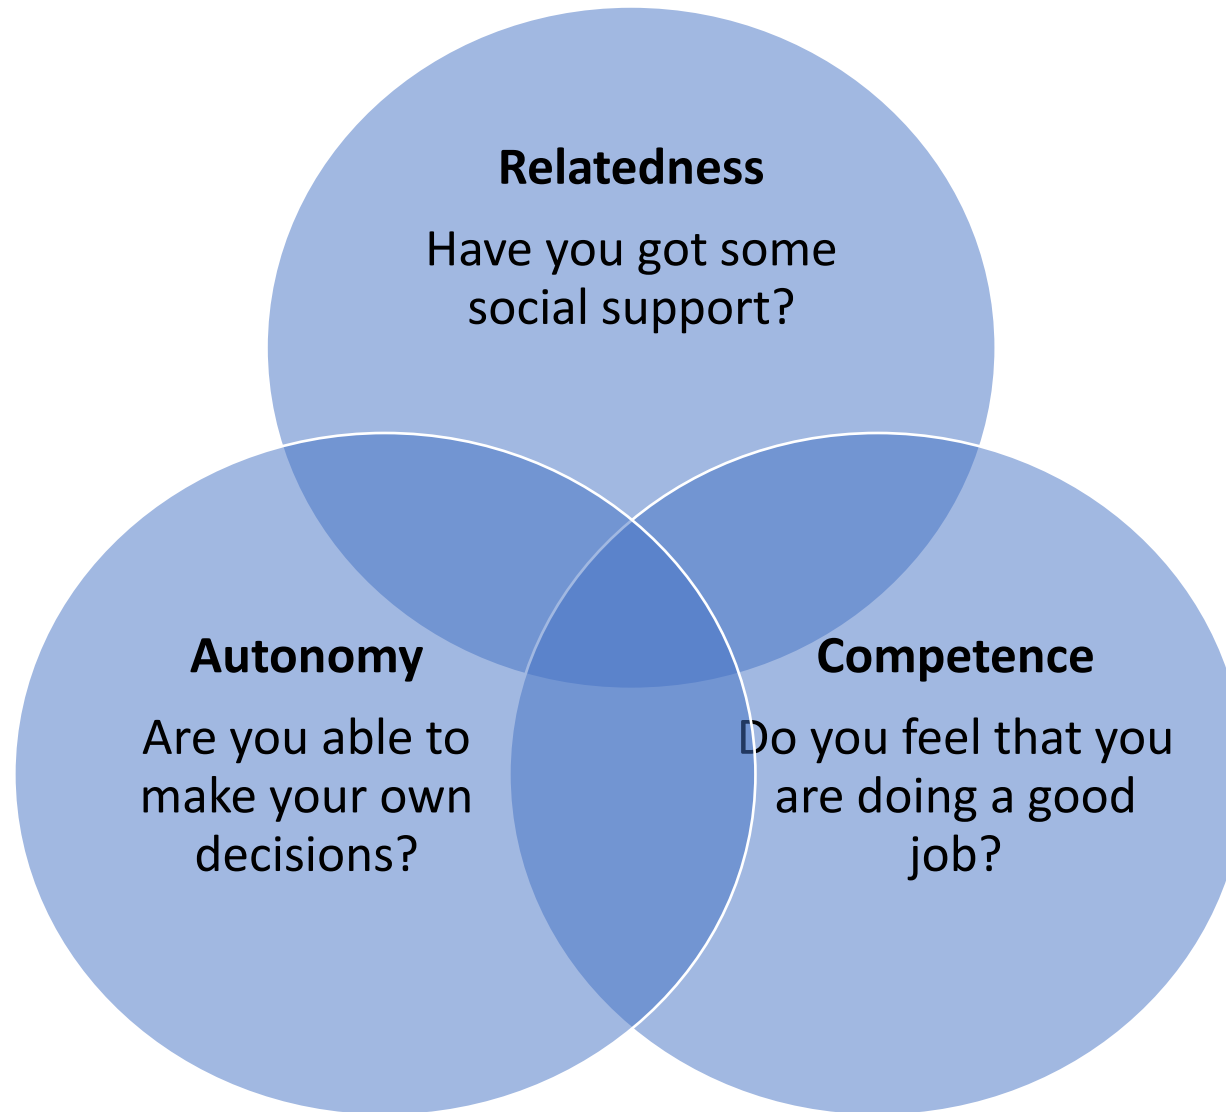 Relatedness
Have you got some
social support?
Autonomy
Are you able to
make your own
decisions?
Competence
Do you feel that you
are doing a good
job?